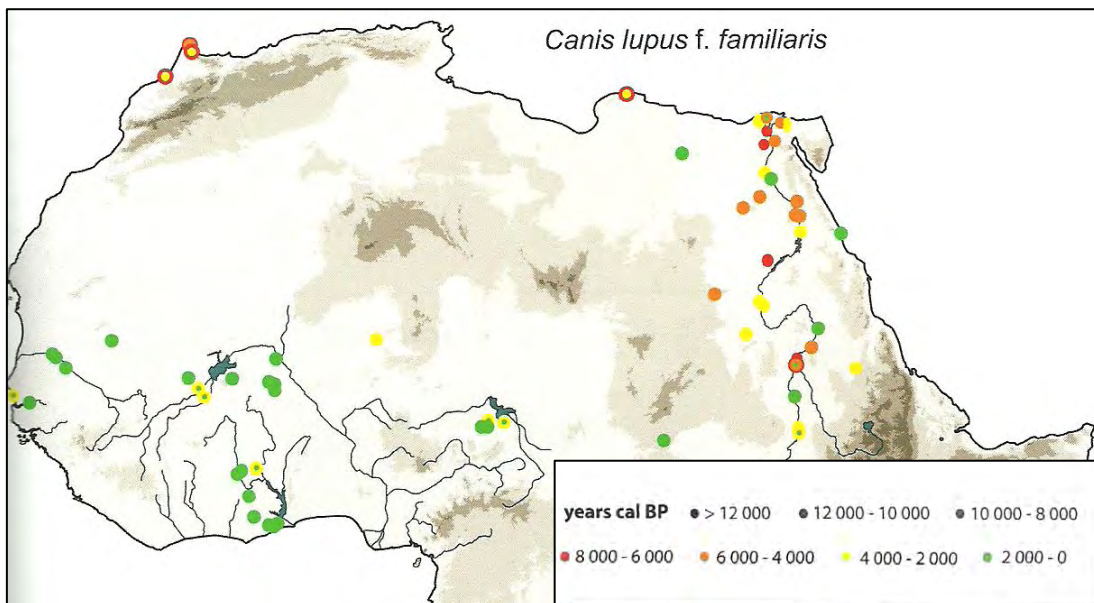 Canis lupus f. familiaris
years cal BP > 12 000 12 000 - 10 000 10 000 - 8 000
8 000 - 6 000 6 000 - 4 000 4 000 - 2 000 2 000 - 0